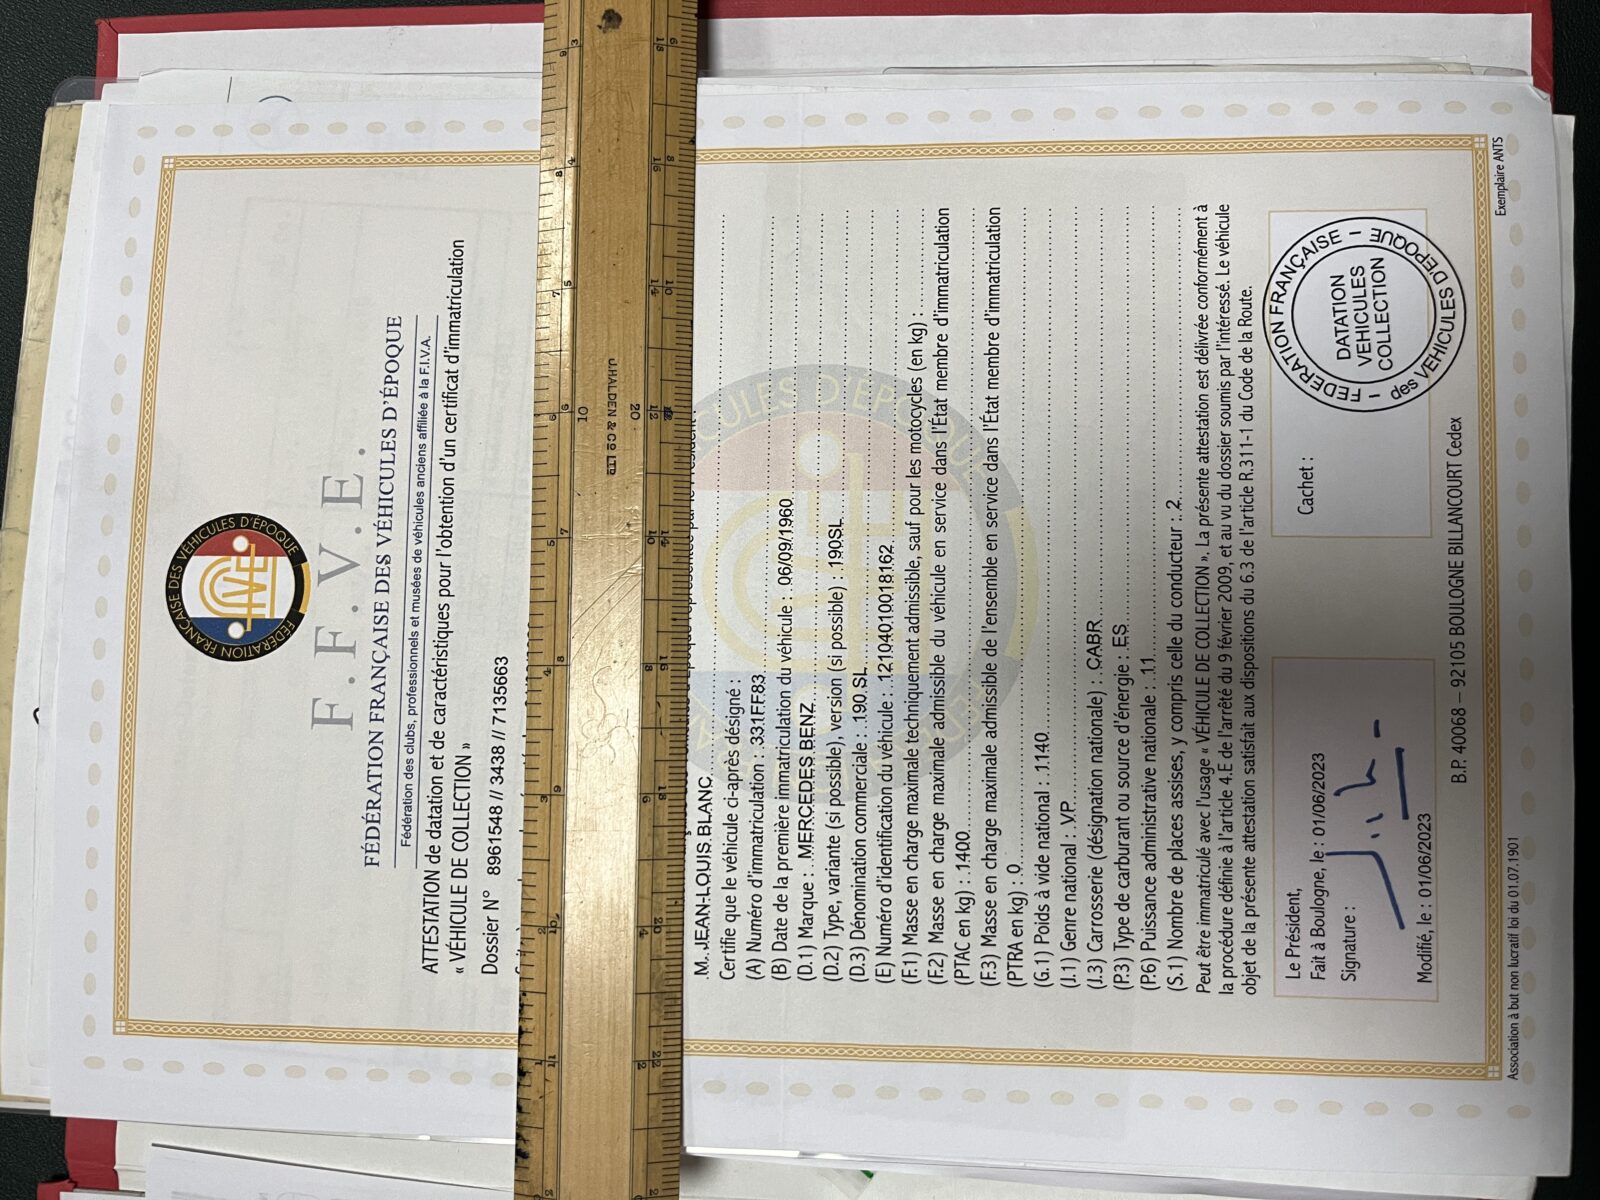 FÉDÉRATION FRANÇAISE DES VÉHICULES D'ÉPOQUE
FFVE
F.F.V.E.
FÉDÉRATION FRANÇAISE DES VÉHICULES D'ÉPOQUE
Fédération des clubs, professionnels et musées de véhicules anciens affiliée à la F.I.V.A.
ATTESTATION de datation et de caractéristiques pour l'obtention d'un certificat d'immatriculation
« VÉHICULE DE COLLECTION »
Dossier N° 8961548 // 3438 // 7135663
J.HALDEN & CO LTD
M. JEAN-LOUIS BLANC
Certifie que le véhicule ci-après désigné :
(A) Numéro d'immatriculation : 331FF83
(B) Date de la première immatriculation du véhicule : 06/09/1960
(D.1) Marque : MERCEDES BENZ
(D.2) Type, variante (si possible), version (si possible) : 190SL
(D.3) Dénomination commerciale : 190 SL
(E) Numéro d'identification du véhicule : 1210401001​8162
(F.1) Masse en charge maximale techniquement admissible, sauf pour les motocycles (en kg) :
(F.2) Masse en charge maximale admissible du véhicule en service dans l'État membre d'immatriculation
(PTAC en kg) : 1400
(F.3) Masse en charge maximale admissible de l'ensemble en service dans l'État membre d'immatriculation
(PTRA en kg) : 0
(G.1) Poids à vide national : 1140
(J.1) Genre national : VP
(J.3) Carrosserie (désignation nationale) : CABR
(P.3) Type de carburant ou source d'énergie : ES
(P.6) Puissance administrative nationale : 11
(S.1) Nombre de places assises, y compris celle du conducteur : 2
Peut être immatriculé avec l'usage « VÉHICULE DE COLLECTION ». La présente attestation est délivrée conformément à
la procédure définie à l'article 4.E de l'arrêté du 9 février 2009, et au vu du dossier soumis par l'intéressé. Le véhicule
objet de la présente attestation satisfait aux dispositions du 6.3 de l'article R.311-1 du Code de la Route.
Le Président,
Fait à Boulogne, le : 01/06/2023
Signature :
Modifié, le : 01/06/2023
Cachet :
FEDERATION FRANÇAISE – des VEHICULES D'EPOQUE –
DATATION
VEHICULES
COLLECTION
B.P. 40068 – 92105 BOULOGNE BILLANCOURT Cedex
Association à but non lucratif loi du 01.07.1901
Exemplaire ANTS